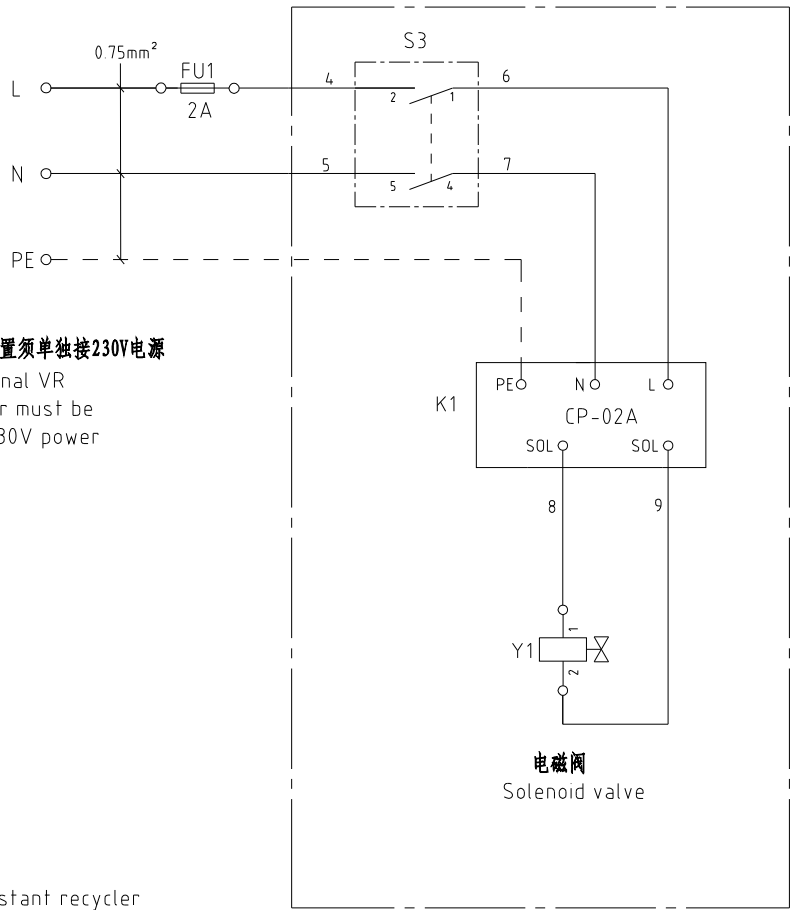 S3
0.75mm²
FU1
L
4
6
2A
2
1
N
5
7
5
4
PE
置须单独接230V电源
nal VR
r must be
30V power
K1
PE
N
L
CP-02A
SOL
SOL
8
9
1
Y1
2
电磁阀
Solenoid valve
stant recycler